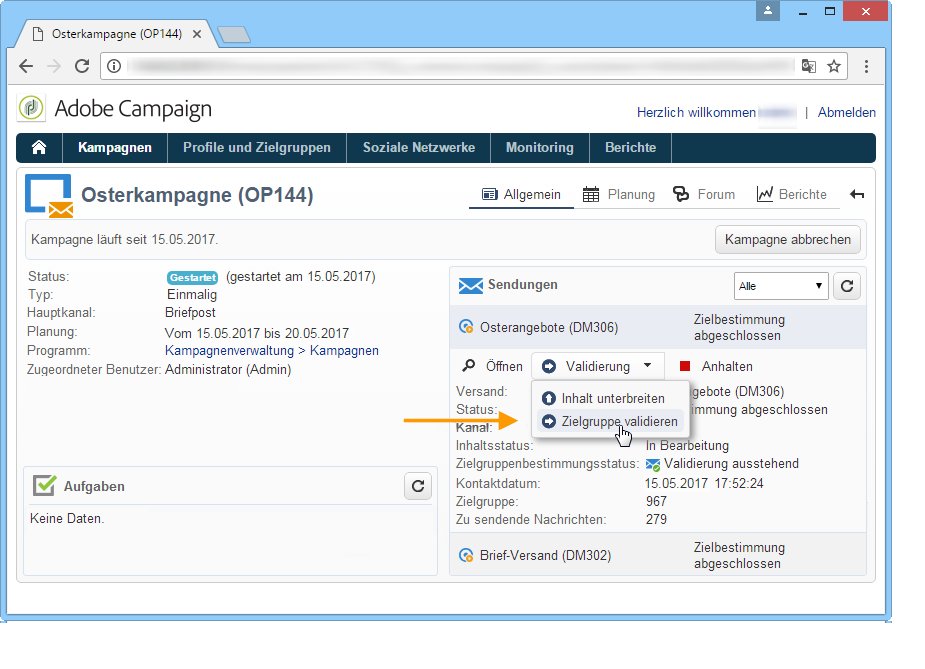 Osterkampagne (OP144)
Adobe Campaign
Herzlich willkommen | Abmelden
Kampagnen Profile und Zielgruppen Soziale Netzwerke Monitoring Berichte
Osterkampagne (OP144)
Allgemein Planung Forum Berichte
Kampagne läuft seit 15.05.2017.
Kampagne abbrechen
Status: Gestartet (gestartet am 15.05.2017)
Typ: Einmalig
Hauptkanal: Briefpost
Planung: Vom 15.05.2017 bis 20.05.2017
Programm: Kampagnenverwaltung > Kampagnen
Zugeordneter Benutzer: Administrator (Admin)
Aufgaben
Keine Daten.
Sendungen
Alle
Osterangebote (DM306)
Zielbestimmung
abgeschlossen
Öffnen Validierung Anhalten
Inhalt unterbreiten
Zielgruppe validieren
Versand: gebote (DM306)
Status: mmung abgeschlossen
Kanal:
Inhaltsstatus: In Bearbeitung
Zielgruppenbestimmungsstatus: Validierung ausstehend
Kontaktdatum: 15.05.2017 17:52:24
Zielgruppe: 967
Zu sendende Nachrichten: 279
Brief-Versand (DM302)
Zielbestimmung
abgeschlossen